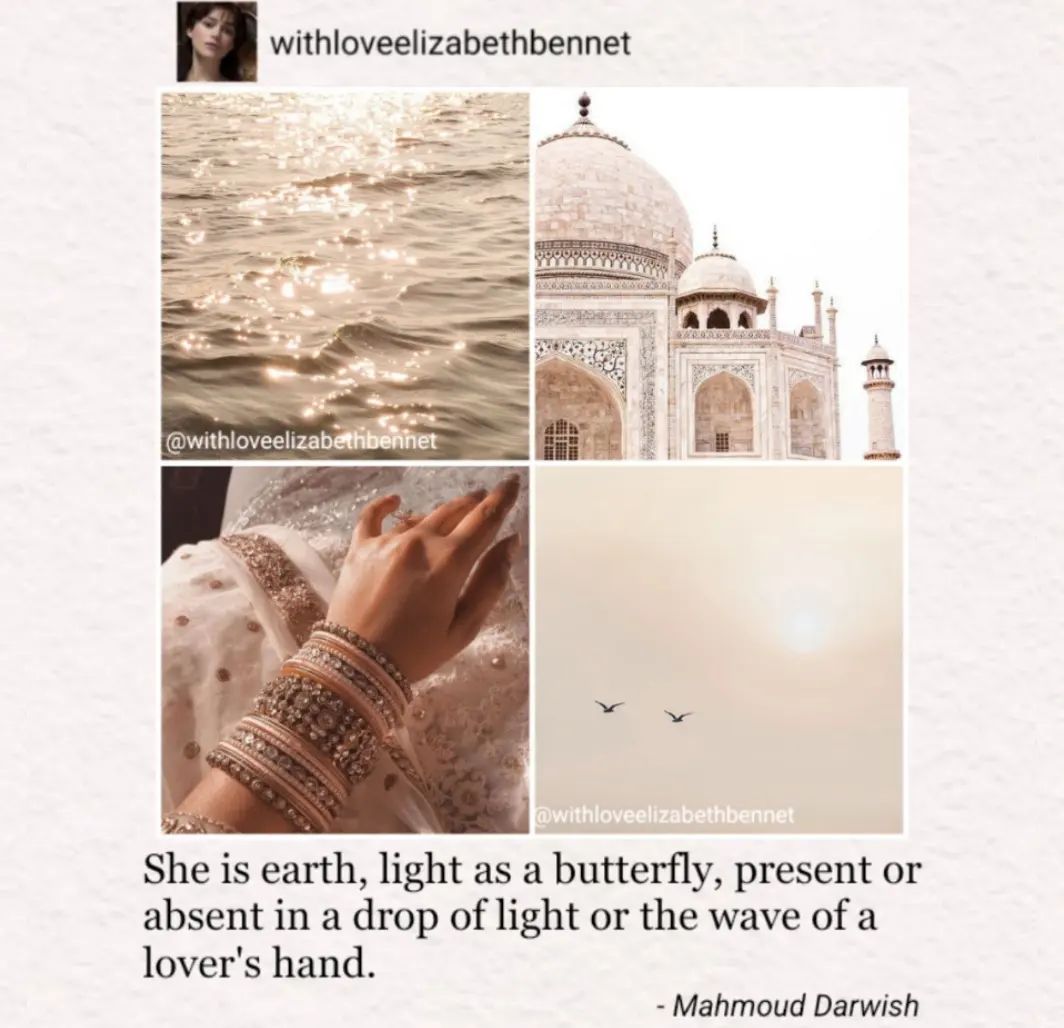 withloveelizabethbennet
@withloveelizabethbennet
@withloveelizabethbennet
She is earth, light as a butterfly, present or
absent in a drop of light or the wave of a
lover's hand.
- Mahmoud Darwish